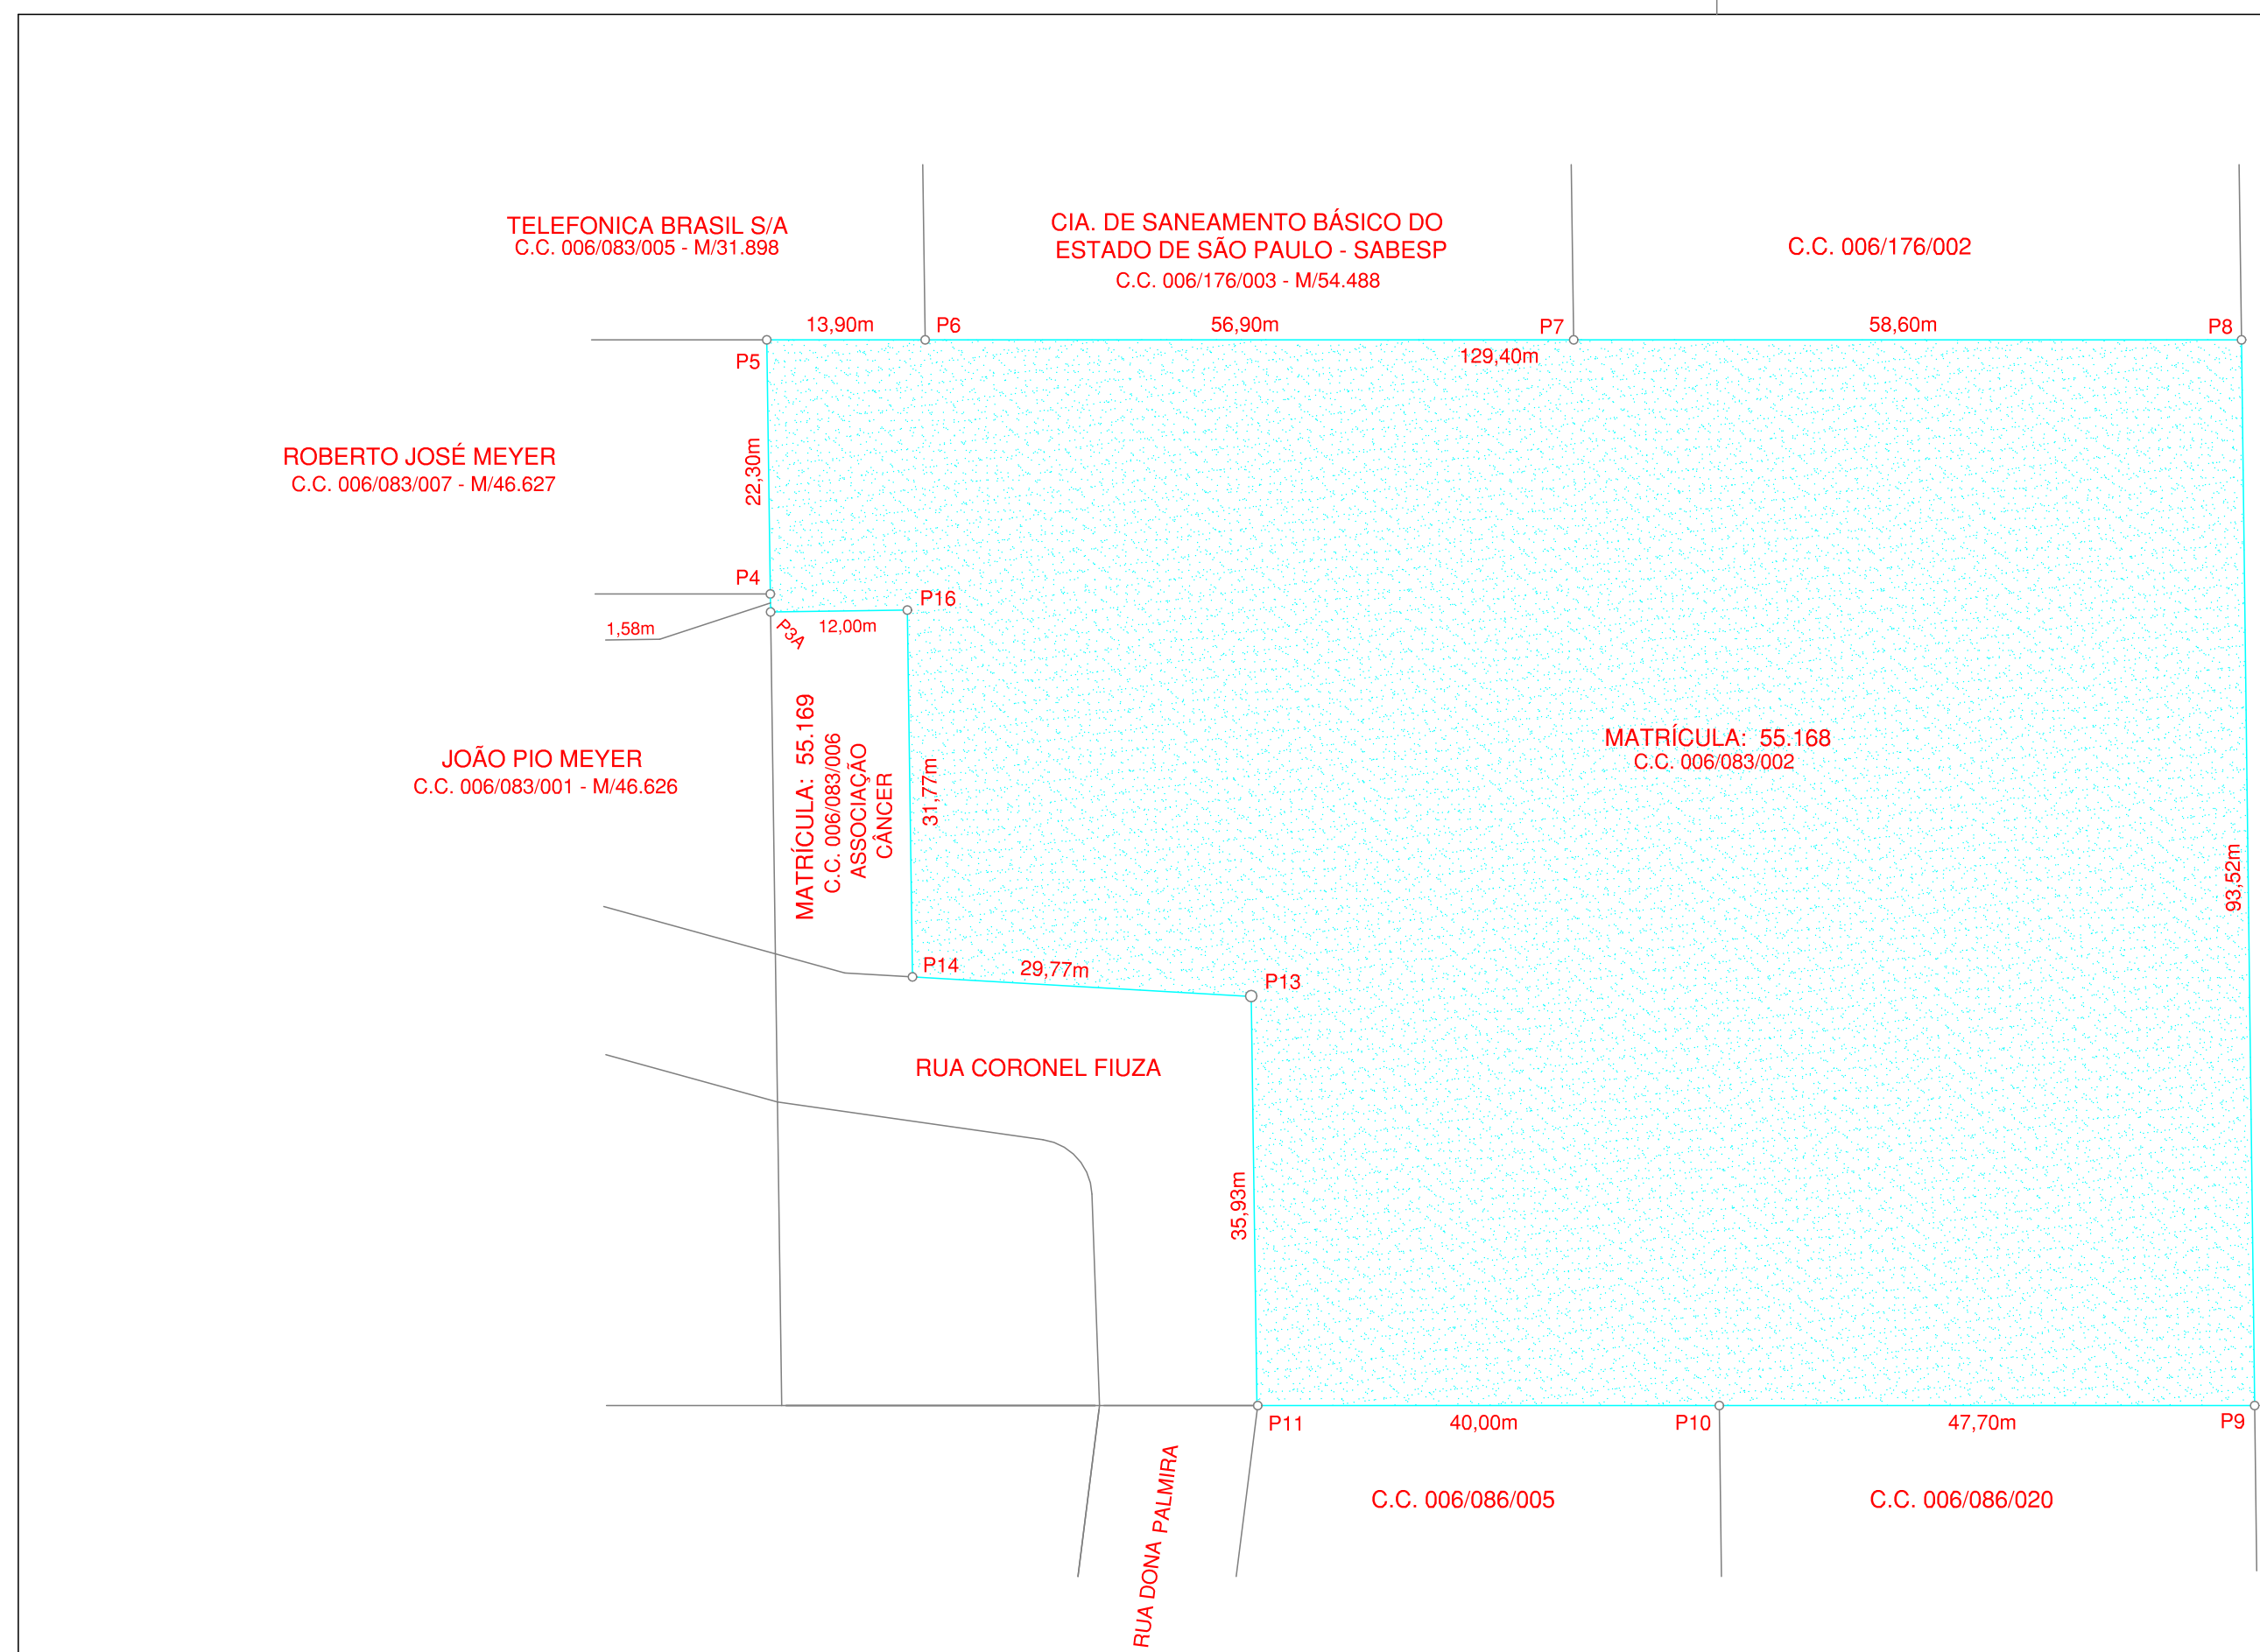 TELEFONICA BRASIL S/A
C.C. 006/083/005 - M/31.898
CIA. DE SANEAMENTO BÁSICO DO
ESTADO DE SÃO PAULO - SABESP
C.C. 006/176/003 - M/54.488
C.C. 006/176/002
13,90m
P6
56,90m
P7
58,60m
P8
P5
129,40m
ROBERTO JOSÉ MEYER
C.C. 006/083/007 - M/46.627
22,30m
P4
P16
1,58m
P3A
12,00m
MATRÍCULA: 55.169
C.C. 006/083/006
ASSOCIAÇÃO
CÂNCER
31,77m
MATRÍCULA: 55.168
C.C. 006/083/002
JOÃO PIO MEYER
C.C. 006/083/001 - M/46.626
93,52m
P14
29,77m
P13
RUA CORONEL FIUZA
35,93m
P11
40,00m
P10
47,70m
P9
RUA DONA PALMIRA
C.C. 006/086/005
C.C. 006/086/020